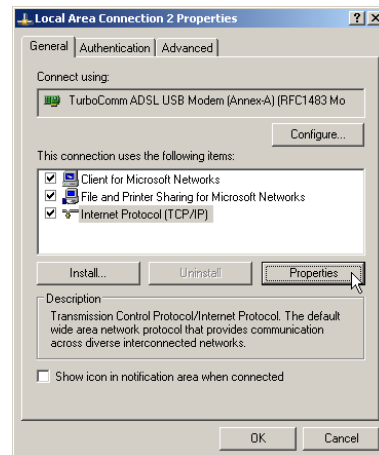 Local Area Connection 2 Properties
General Authentication Advanced
Connect using:
TurboComm ADSL USB Modem (Annex-A) (RFC1483 Mo
Configure...
This connection uses the following items:
Client for Microsoft Networks
File and Printer Sharing for Microsoft Networks
Internet Protocol (TCP/IP)
Install... Uninstall Properties
Description
Transmission Control Protocol/Internet Protocol. The default
wide area network protocol that provides communication
across diverse interconnected networks.
Show icon in notification area when connected
OK Cancel